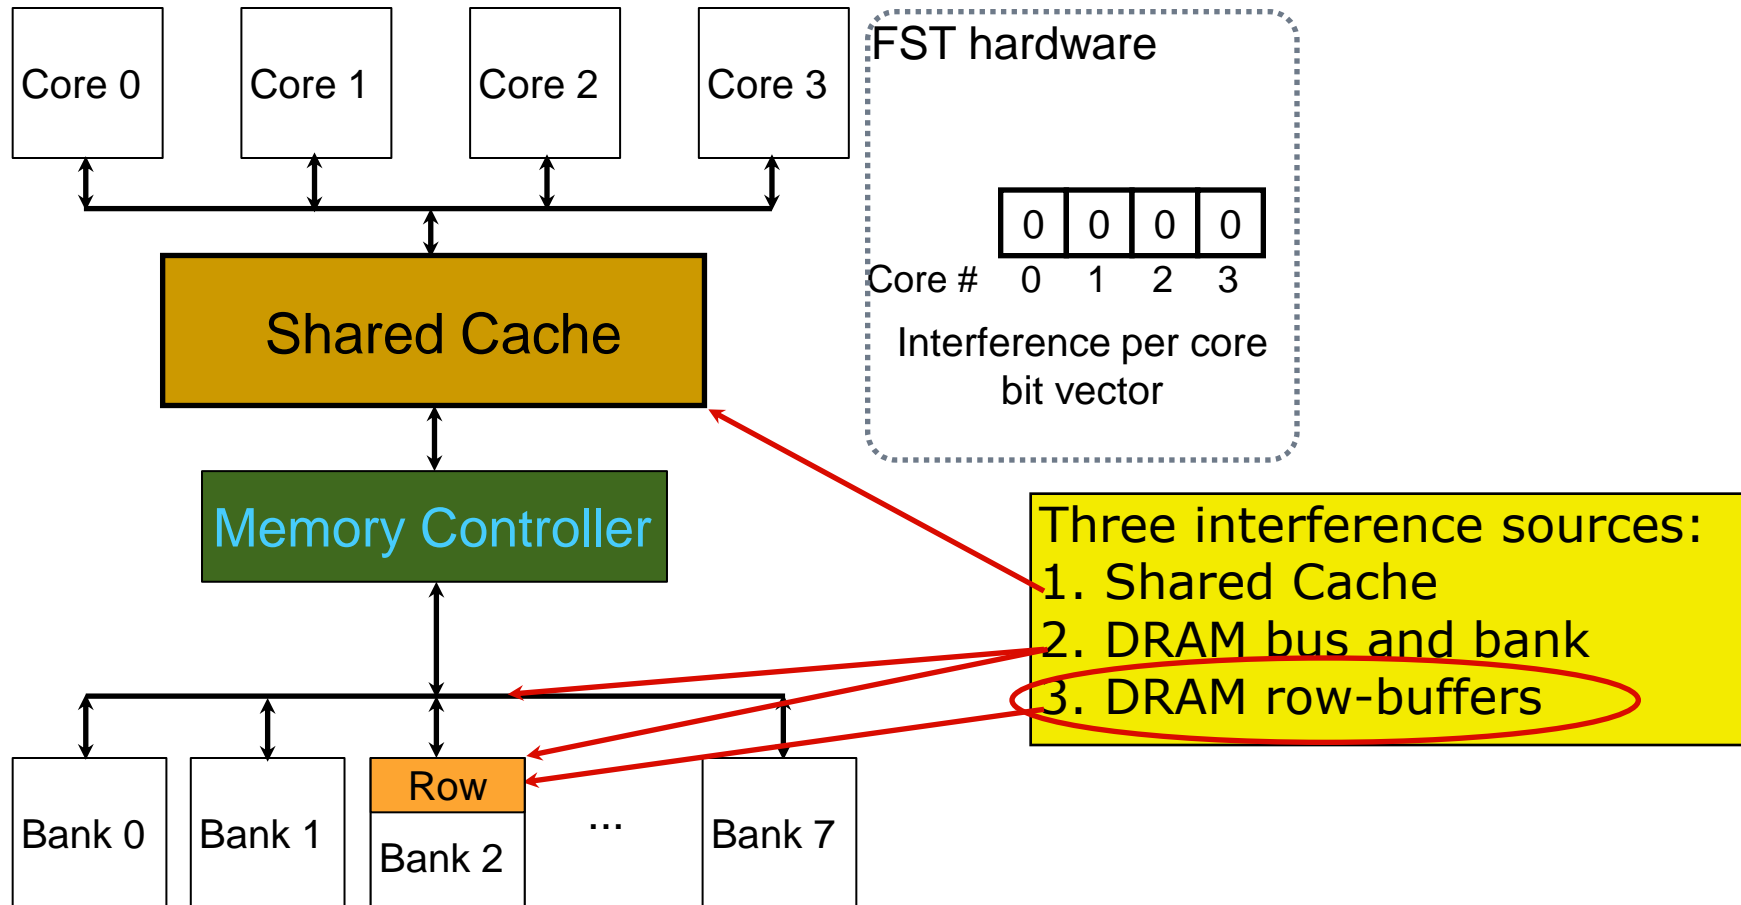 Core 0
Core 1
Core 2
Core 3
FST hardware
0 0 0 0
Core # 0 1 2 3
Interference per core
bit vector
Shared Cache
Memory Controller
Three interference sources:
1. Shared Cache
2. DRAM bus and bank
3. DRAM row-buffers
Bank 0
Bank 1
Row
Bank 2
...
Bank 7